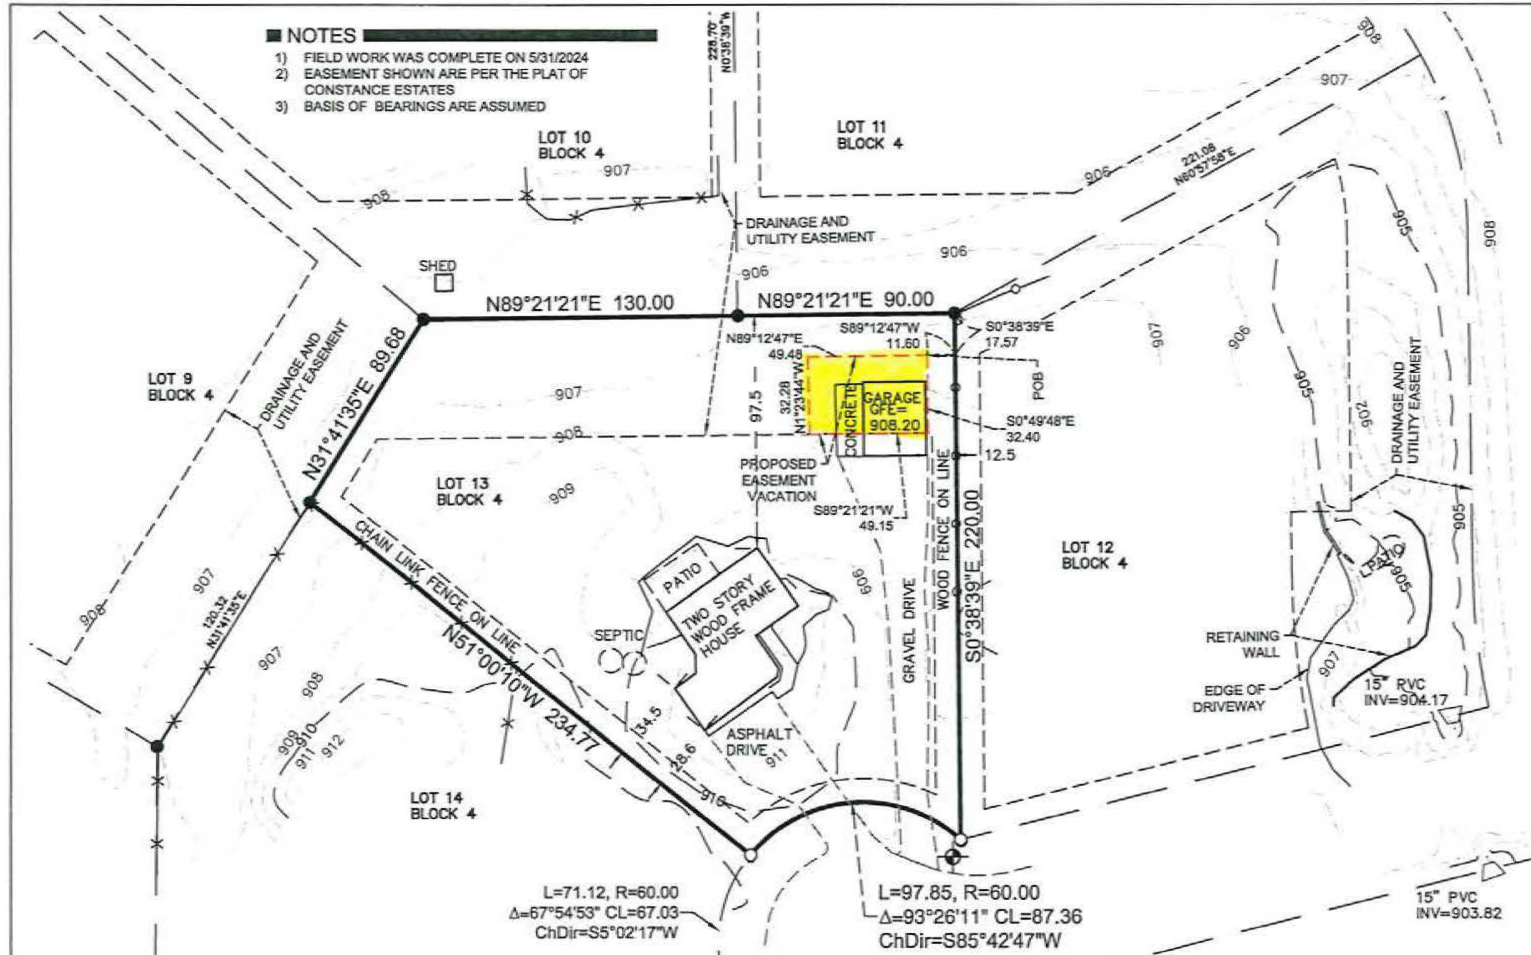 NOTES
1) FIELD WORK WAS COMPLETE ON 5/31/2024
2) EASEMENT SHOWN ARE PER THE PLAT OF
CONSTANCE ESTATES
3) BASIS OF BEARINGS ARE ASSUMED
228.70
N0°38'39"W
908
907
LOT 10
BLOCK 4
LOT 11
BLOCK 4
907
906
221.08
N60°57'58"E
908
905
908
DRAINAGE AND
UTILITY EASEMENT
906
906
SHED
N89°21'21"E 130.00
N89°21'21"E 90.00
S89°12'47"W
11.60
S0°38'39"E
17.57
N89°12'47"E
49.48
POB
907
906
905
902
DRAINAGE AND
UTILITY EASEMENT
LOT 9
BLOCK 4
DRAINAGE AND
UTILITY EASEMENT
N31°41'35"E 89.68
907
908
97.5
32.28
N1°23'44"W
CONCRETE
GARAGE
GFE=
908.20
S0°49'48"E
32.40
12.5
PROPOSED
EASEMENT
VACATION
S89°21'21"W
49.15
LOT 13
BLOCK 4
909
WOOD FENCE ON LINE
S0°38'39"E 220.00
LOT 12
BLOCK 4
905
PATIO
905
CHAIN LINK FENCE ON LINE
N51°00'10"W 234.77
PATIO
TWO STORY
WOOD FRAME
HOUSE
909
GRAVEL DRIVE
SEPTIC
907
908
120.32
N31°41'35"E
907
908
909
910
911
912
34.5
28.6
ASPHALT
DRIVE
911
910
RETAINING
WALL
907
EDGE OF
DRIVEWAY
15" PVC
INV=904.17
LOT 14
BLOCK 4
L=71.12, R=60.00
Δ=67°54'53" CL=67.03
ChDir=S5°02'17"W
L=97.85, R=60.00
Δ=93°26'11" CL=87.36
ChDir=S85°42'47"W
15" PVC
INV=903.82